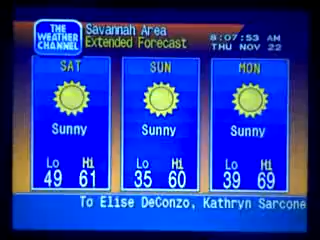 THE
WEATHER
CHANNEL
Savannah Area
Extended Forecast
8:07:53 AM
THU NOV 22
SAT
Sunny
Lo Hi
49 61
SUN
Sunny
Lo Hi
35 60
MON
Sunny
Lo Hi
39 69
To Elise DeConzo, Kathryn Sarcone